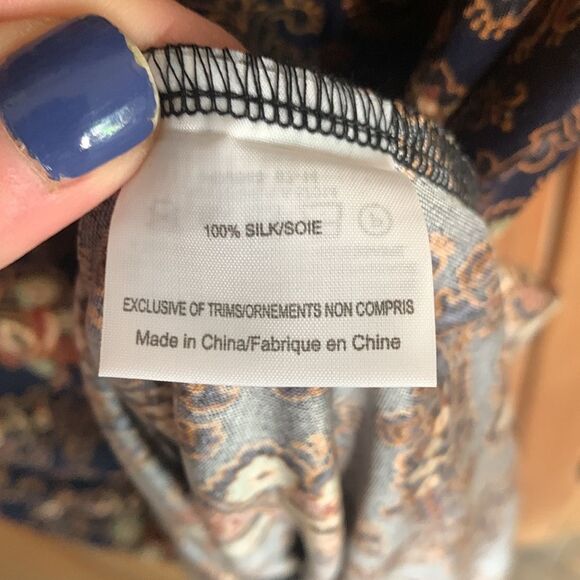 100% SILK/SOIE
EXCLUSIVE OF TRIMS/ORNEMENTS NON COMPRIS
Made in China/Fabrique en Chine